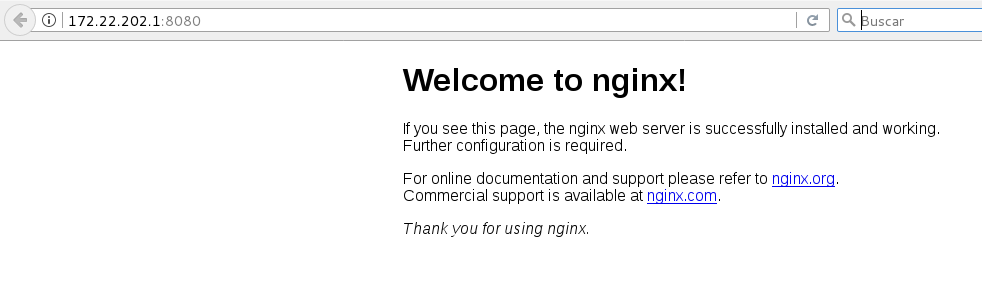 172.22.202.1:8080
Buscar
Welcome to nginx!
If you see this page, the nginx web server is successfully installed and working.
Further configuration is required.
For online documentation and support please refer to nginx.org.
Commercial support is available at nginx.com.
Thank you for using nginx.